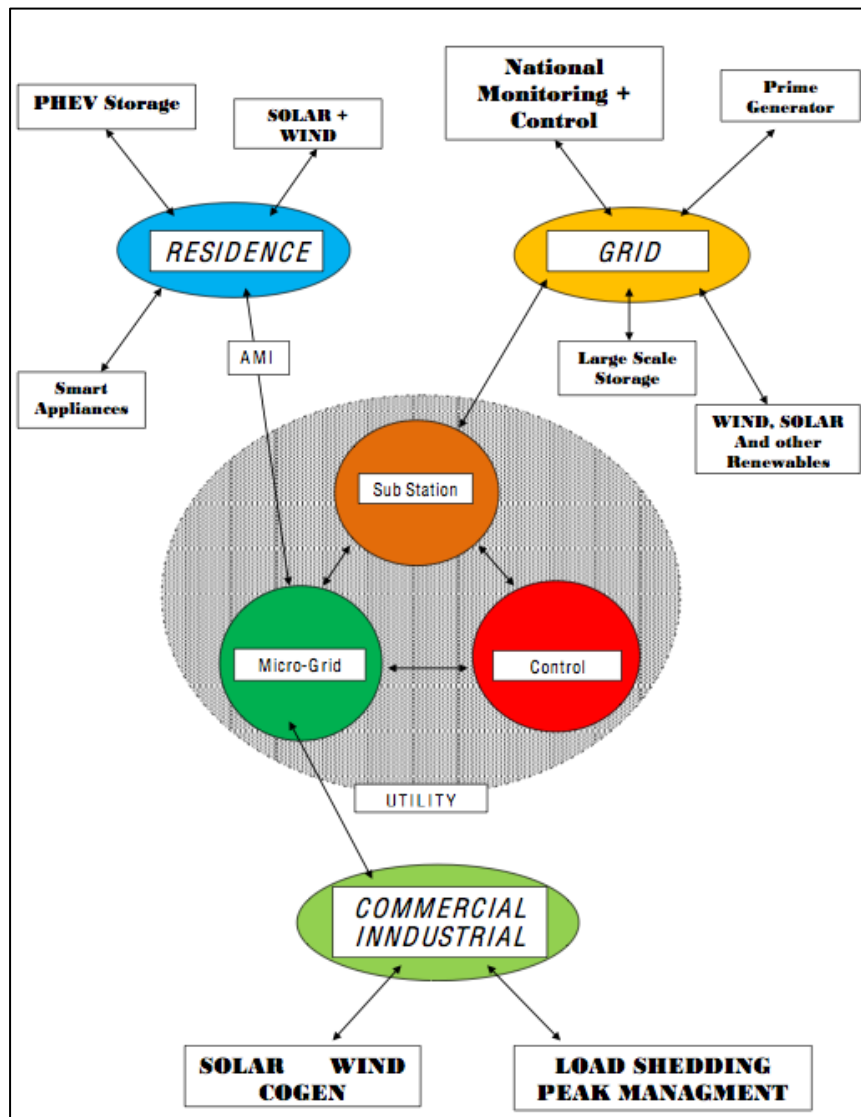 PHEV Storage
SOLAR +
WIND
National
Monitoring +
Control
Prime
Generator
RESIDENCE
GRID
AMI
Smart
Appliances
Large Scale
Storage
WIND, SOLAR
And other
Renewables
Sub Station
Micro-Grid
Control
UTILITY
COMMERCIAL
INNDUSTRIAL
SOLAR WIND
COGEN
LOAD SHEDDING
PEAK MANAGMENT